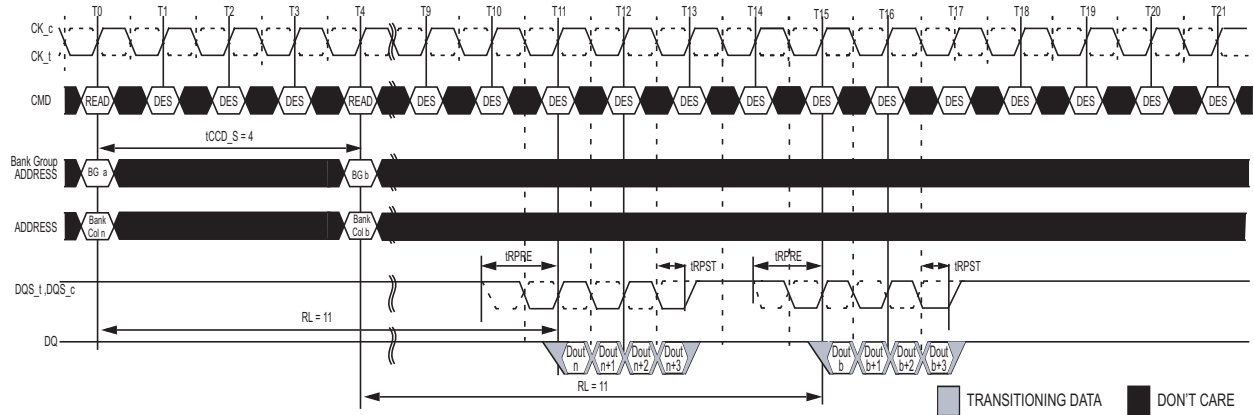 T0 T1 T2 T3 T4 T9 T10 T11 T12 T13 T14 T15 T16 T17 T18 T19 T20 T21
CK_c
CK_t
CMD READ DES DES DES READ DES DES DES DES DES DES DES DES DES DES DES DES DES
tCCD_S = 4
Bank Group
ADDRESS BG a BG b
ADDRESS Bank Col n Bank Col b
tRPRE tRPST tRPRE tRPST
DQS_t ,DQS_c
RL = 11
DQ Dout n Dout n+1 Dout n+2 Dout n+3 Dout b Dout b+1 Dout b+2 Dout b+3
RL = 11
TRANSITIONING DATA DON'T CARE